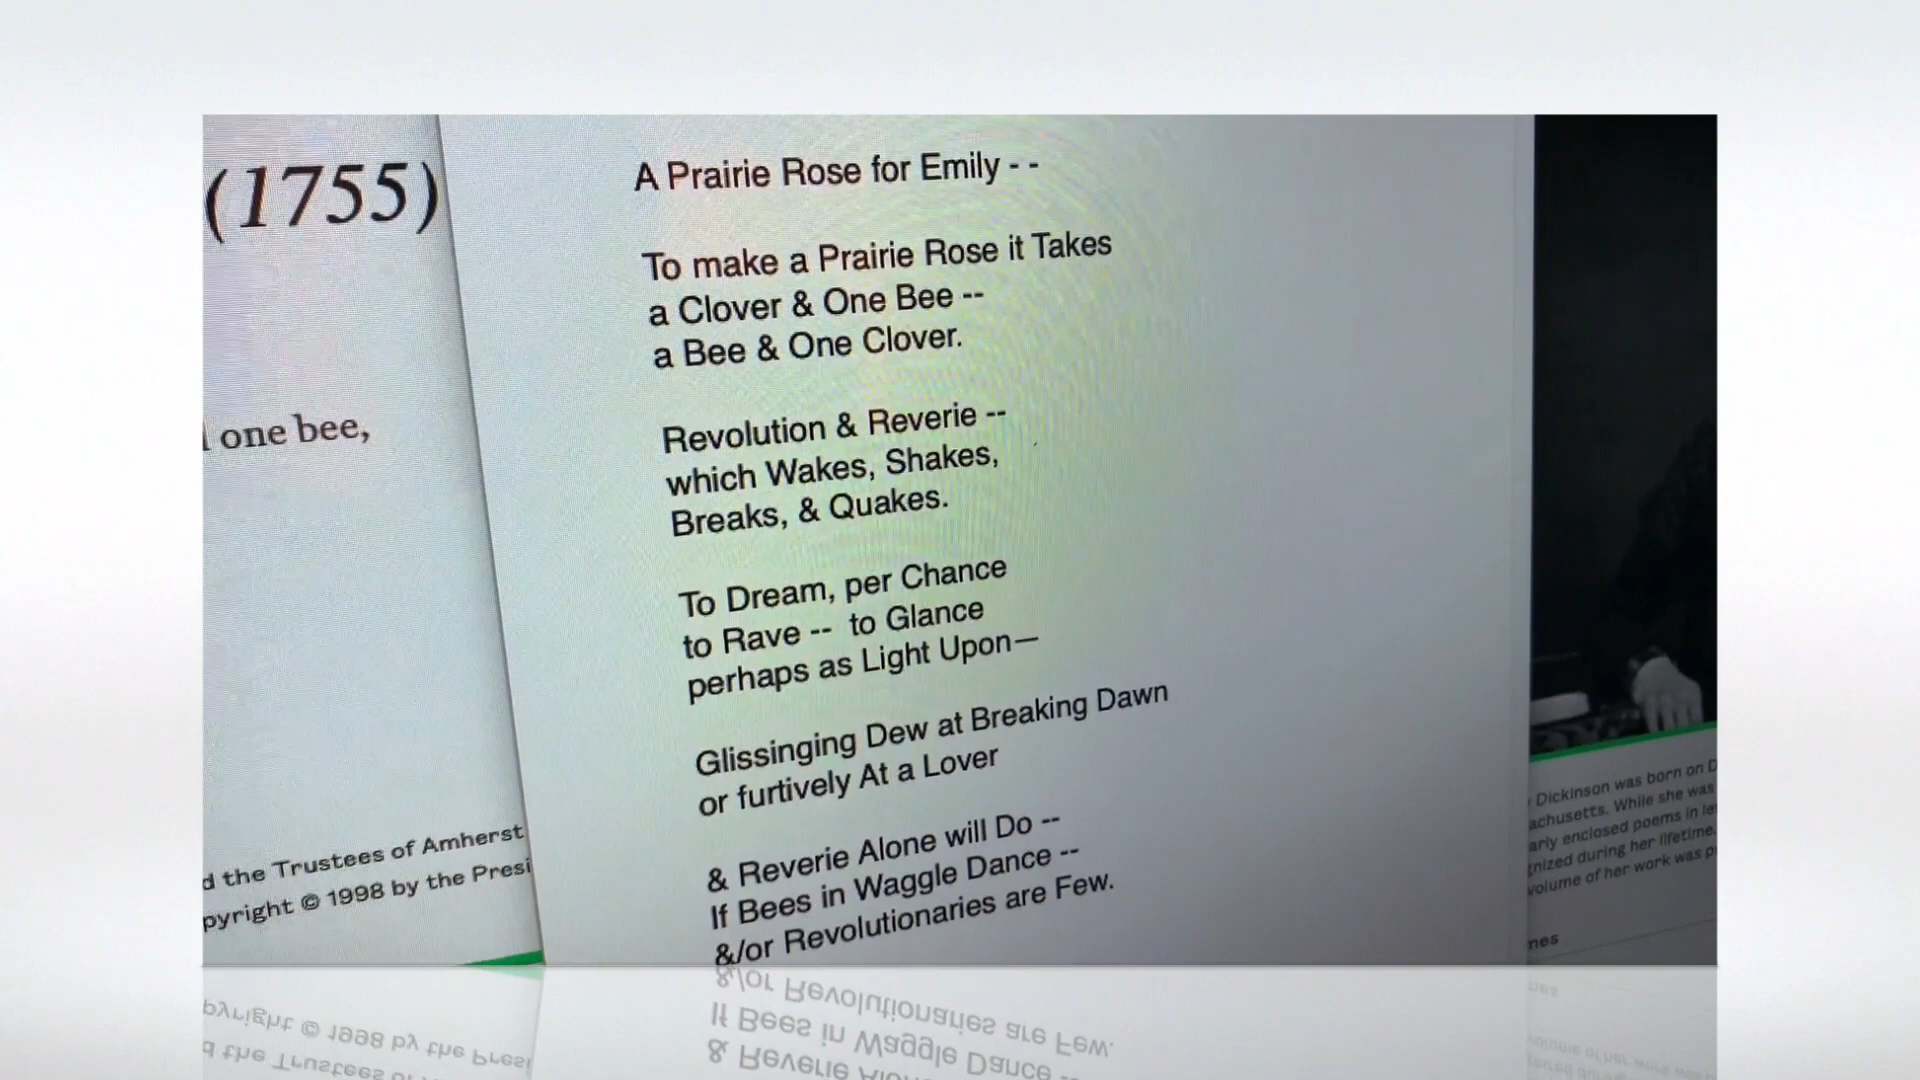 (1755)
one bee,
d the Trustees of Amherst
pyright © 1998 by the Presi
A Prairie Rose for Emily - -
To make a Prairie Rose it Takes
a Clover & One Bee --
a Bee & One Clover.
Revolution & Reverie --
which Wakes, Shakes,
Breaks, & Quakes.
To Dream, per Chance
to Rave -- to Glance
perhaps as Light Upon—
Glissinging Dew at Breaking Dawn
or furtively At a Lover
& Reverie Alone will Do --
If Bees in Waggle Dance --
&/or Revolutionaries are Few.
Dickinson was born on D
achusetts. While she was
arly enclosed poems in le
gnized during her lifetime.
volume of her work was p
mes